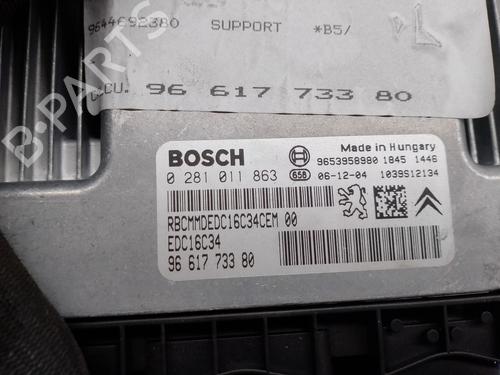 9644692380 SUPPORT *B5/
C.CU. 96 617 733 80
BOSCH
Made in Hungary
9653958980 1845 1446
0 281 011 863 658 06-12-04 1039S12134
RBCMMDEDC16C34CEM 00
EDC16C34
96 617 733 80
B-PARTS